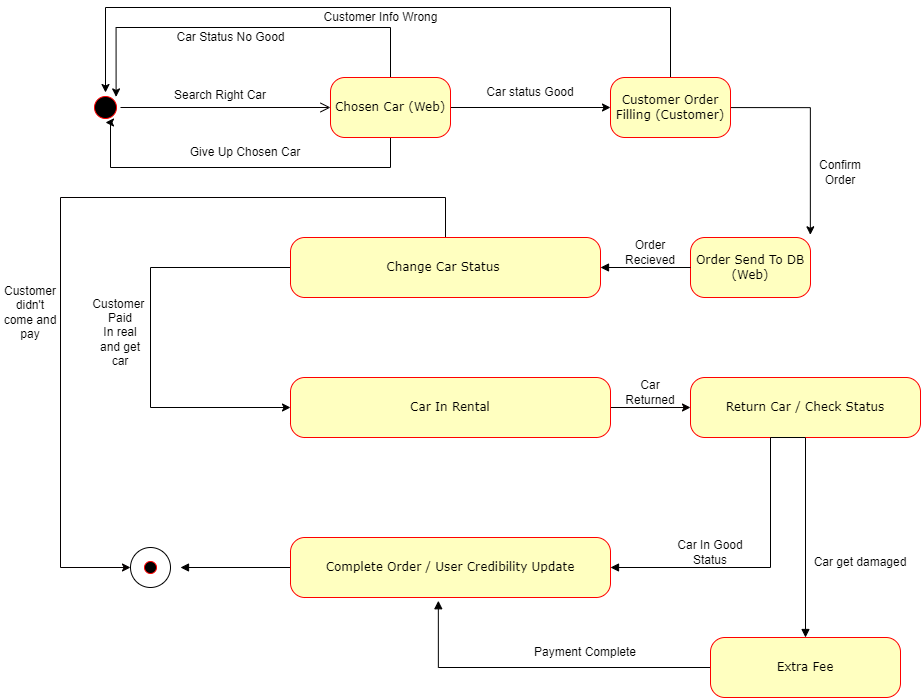 Customer Info Wrong
Car Status No Good
Search Right Car
Chosen Car (Web)
Car status Good
Customer Order
Filling (Customer)
Give Up Chosen Car
Confirm
Order
Change Car Status
Order
Recieved
Order Send To DB
(Web)
Customer
didn't
come and
pay
Customer
Paid
In real
and get
car
Car In Rental
Car
Returned
Return Car / Check Status
Car In Good
Status
Complete Order / User Credibility Update
Car get damaged
Payment Complete
Extra Fee